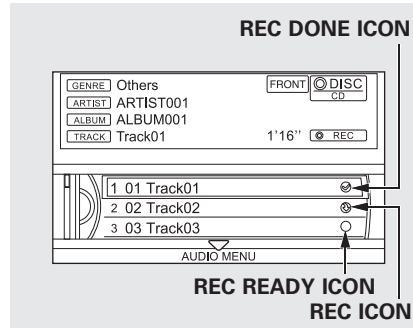 REC DONE ICON
GENRE Others FRONT DISC
CD
ARTIST ARTIST001
ALBUM ALBUM001
TRACK Track01 1’16’’ REC
1 01 Track01
2 02 Track02
3 03 Track03
AUDIO MENU
REC READY ICON
REC ICON